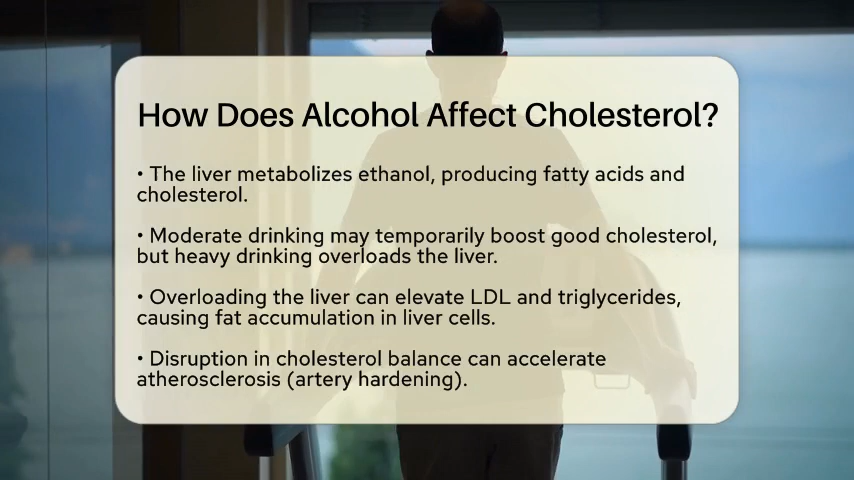 How Does Alcohol Affect Cholesterol?
• The liver metabolizes ethanol, producing fatty acids and
cholesterol.
• Moderate drinking may temporarily boost good cholesterol,
but heavy drinking overloads the liver.
• Overloading the liver can elevate LDL and triglycerides,
causing fat accumulation in liver cells.
• Disruption in cholesterol balance can accelerate
atherosclerosis (artery hardening).